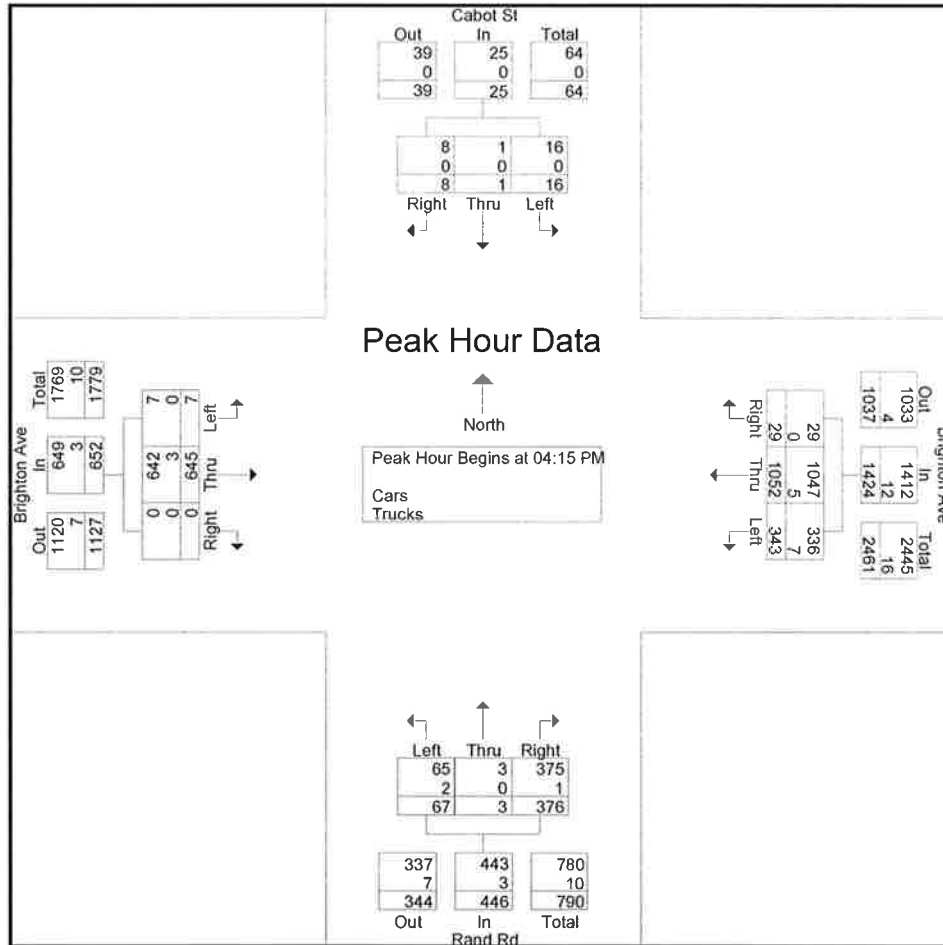 Cabot St
Out In Total
39 25 64
0 0 0
39 25 64
8 1 16
0 0 0
8 1 16
Right Thru Left
Peak Hour Data
North
Peak Hour Begins at 04:15 PM
Cars
Trucks
Brighton Ave
Total In Out
1769 649 1120
10 3 7
1779 652 1127
7 642 0
0 3 0
7 645 0
Left Thru Right
Brighton Ave
Out In Total
1033 1412 2445
4 12 16
1037 1424 2461
29 1047 336
0 5 7
29 1052 343
Right Thru Left
Left Thru Right
65 3 375
2 0 1
67 3 376
337 443 780
7 3 10
344 446 790
Out In Total
Rand Rd